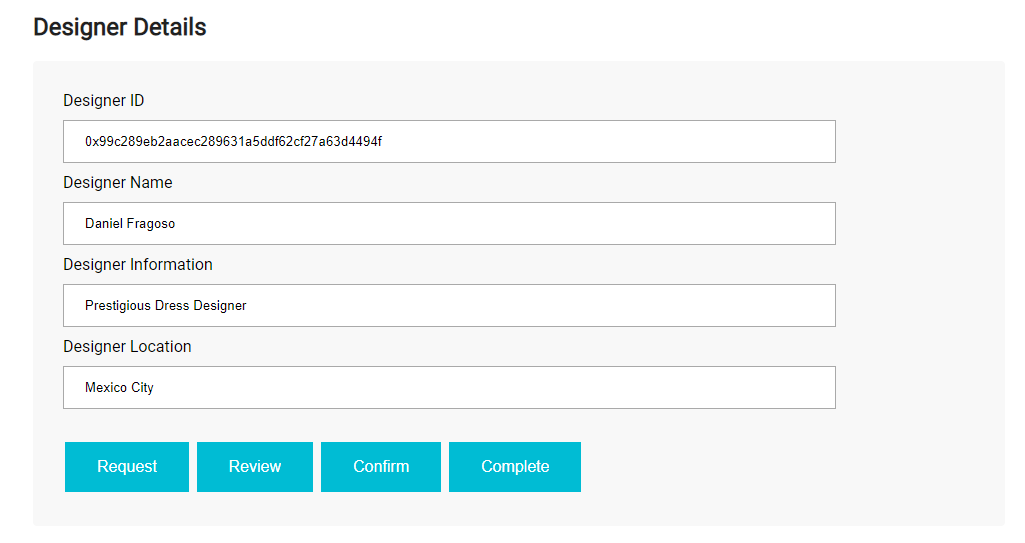 Designer Details
Designer ID
0x99c289eb2aacec289631a5ddf62cf27a63d4494f
Designer Name
Daniel Fragoso
Designer Information
Prestigious Dress Designer
Designer Location
Mexico City
Request Review Confirm Complete